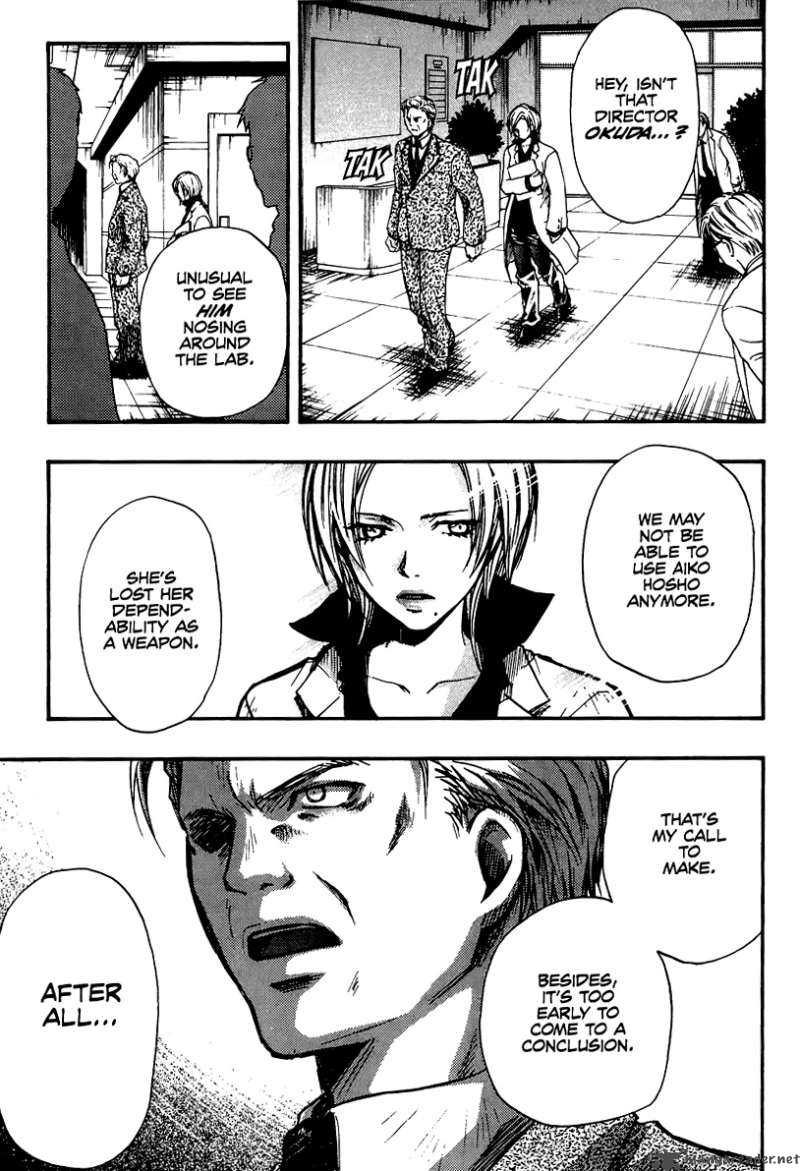 HEY, ISN'T
THAT
DIRECTOR
OKUDA...?
TAK
TAK
UNUSUAL
TO SEE
HIM
NOSING
AROUND
THE LAB.
WE MAY
NOT BE
ABLE TO
USE AIKO
HOSHO
ANYMORE.
SHE'S
LOST HER
DEPEND-
ABILITY AS
A WEAPON.
THAT'S
MY CALL
TO
MAKE.
BESIDES,
IT'S TOO
EARLY TO
COME TO A
CONCLUSION.
AFTER
ALL...